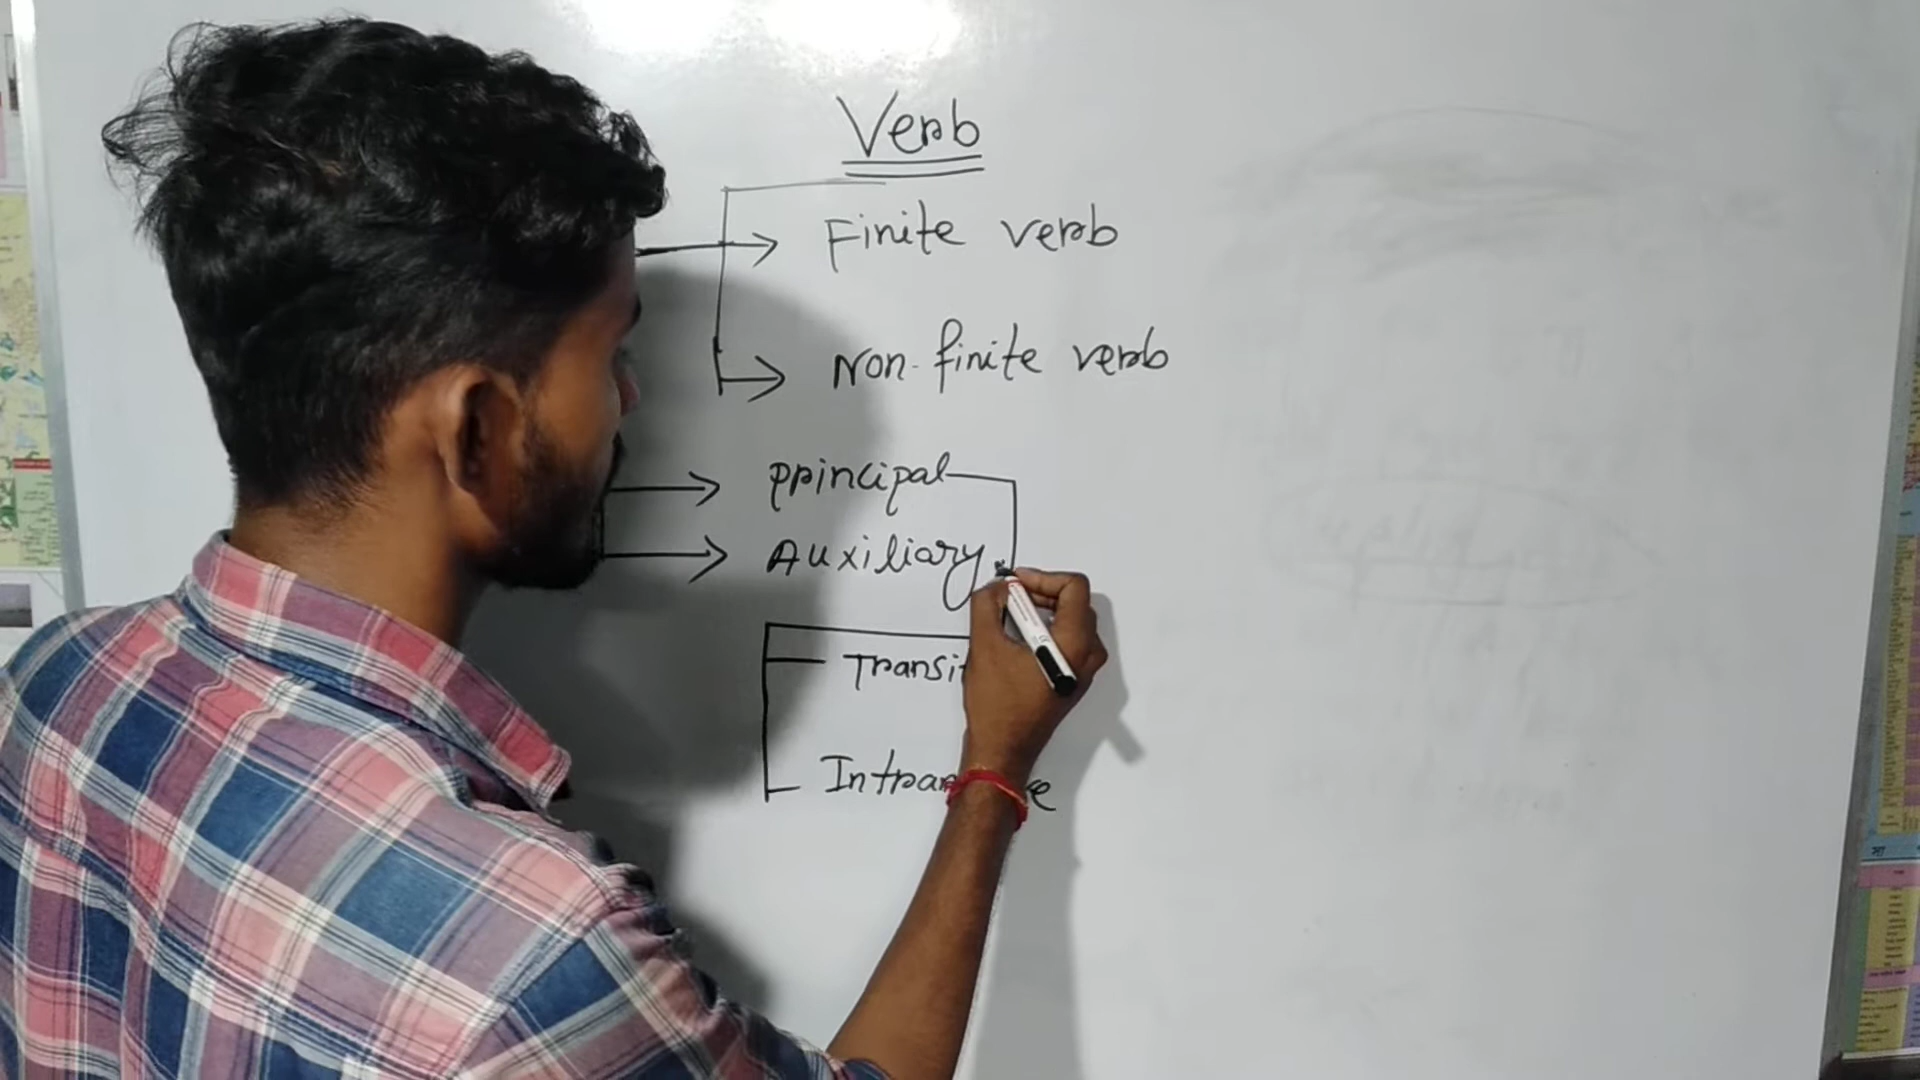 Verb
Finite verb
Non-finite verb
Principal
Auxiliary